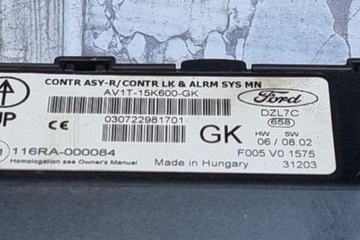 CONTR ASY-R/CONTR LK & ALRM SYS MN
AV1T-15K600-GK
Ford
DZL7C
658
030722981701
UP
CE
GK
HW SW
06 / 08.02
116RA-000084
F005 V0 1575
Homologation see Owner's Manual
Made in Hungary
31203